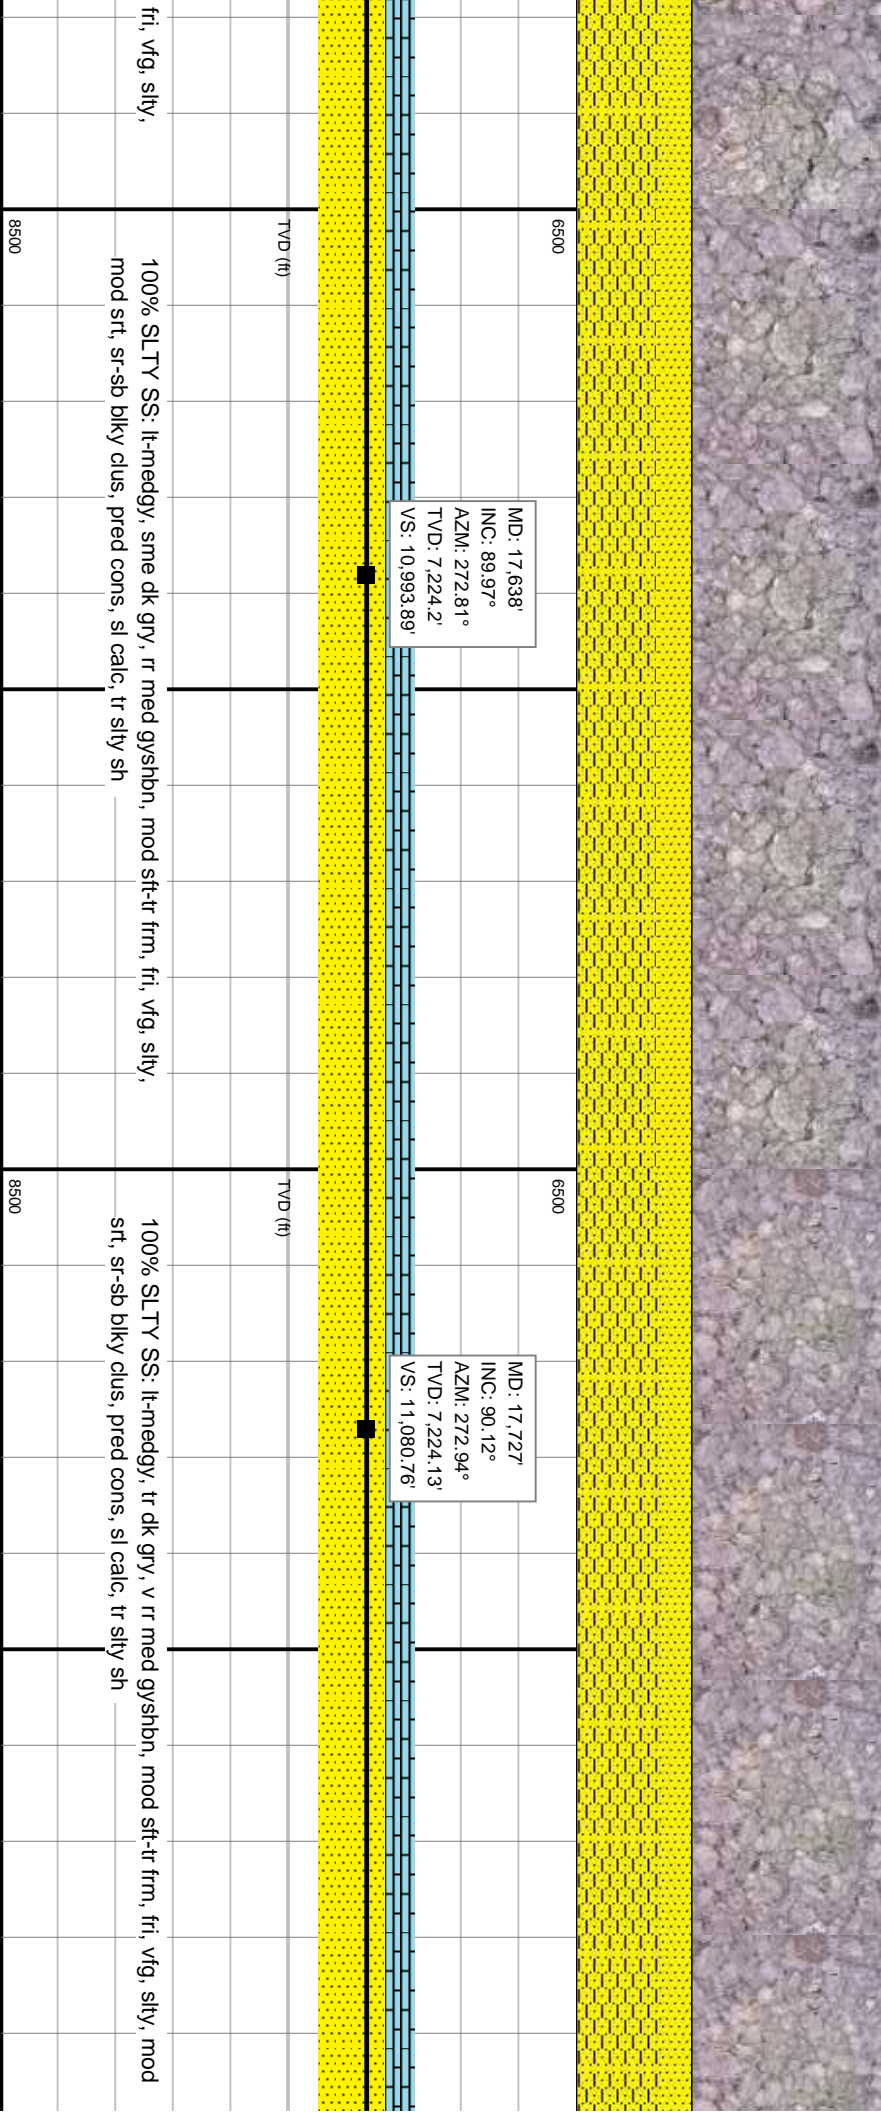 fri, vfg, slty,
6500
TVD (ft)
8500
100% SLTY SS: lt-medgy, sme dk gry, rr med gyshbn, mod sft-tr frm, fri, vfg, slty,
mod srt, sr-sb blky clus, pred cons, sl calc, tr slty sh
MD: 17,638'
INC: 89.97°
AZM: 272.81°
TVD: 7,224.2'
VS: 10,993.89'
6500
TVD (ft)
8500
100% SLTY SS: lt-medgy, tr dk gry, v rr med gyshbn, mod sft-tr frm, fri, vfg, slty, mod
srt, sr-sb blky clus, pred cons, sl calc, tr slty sh
MD: 17,727'
INC: 90.12°
AZM: 272.94°
TVD: 7,224.13'
VS: 11,080.76'